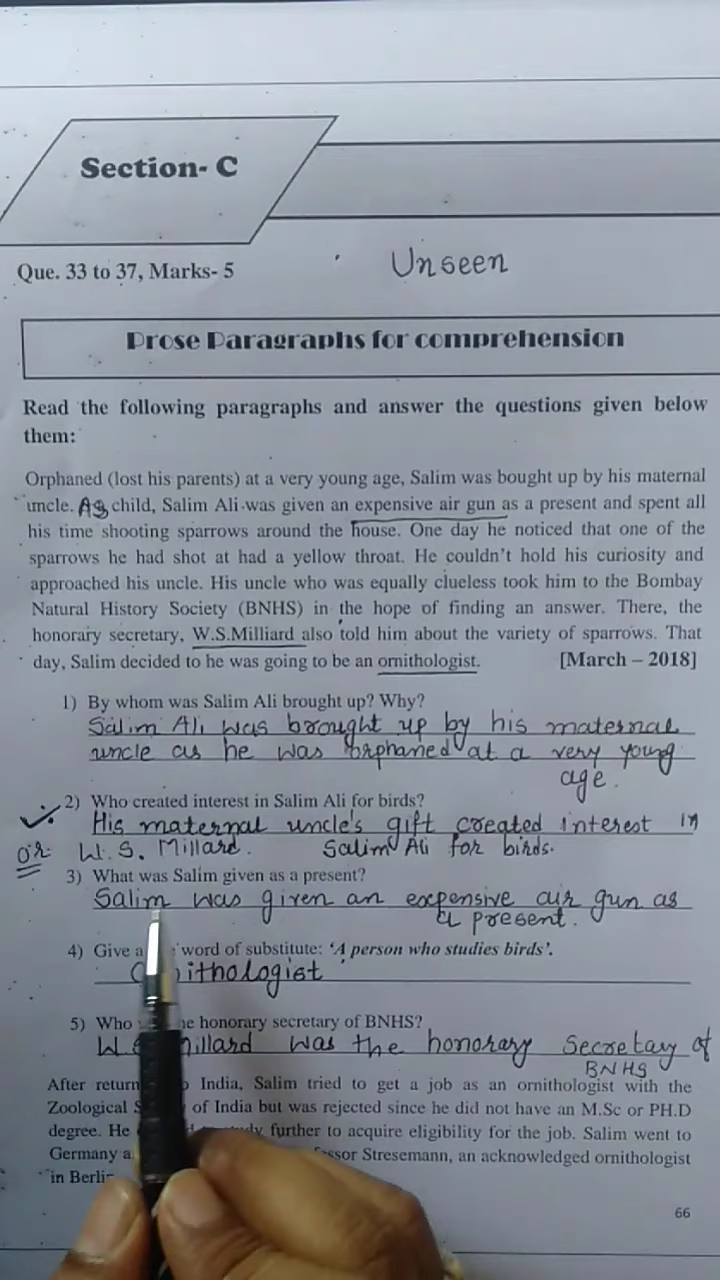 Section- C
Que. 33 to 37, Marks- 5
Unseen
Prose Paragraphs for comprehension
Read the following paragraphs and answer the questions given below
them:
Orphaned (lost his parents) at a very young age, Salim was bought up by his maternal
uncle. As child, Salim Ali was given an expensive air gun as a present and spent all
his time shooting sparrows around the house. One day he noticed that one of the
sparrows he had shot at had a yellow throat. He couldn't hold his curiosity and
approached his uncle. His uncle who was equally clueless took him to the Bombay
Natural History Society (BNHS) in the hope of finding an answer. There, the
honorary secretary, W.S.Milliard also told him about the variety of sparrows. That
day, Salim decided to he was going to be an ornithologist. [March – 2018]
1) By whom was Salim Ali brought up? Why?
Salim Ali was brought up by his maternal
uncle as he was orphaned at a very young
age.
2) Who created interest in Salim Ali for birds?
His maternal uncle's gift created interest in
Salim Ali for birds.
Or W. S. Millard.
3) What was Salim given as a present?
Salim was given an expensive air gun as
a present.
4) Give a word of substitute: 'A person who studies birds'.
ithologist
5) Who he honorary secretary of BNHS?
W illard was the honorary Secretary of
BNHS
After return India, Salim tried to get a job as an ornithologist with the
Zoological S of India but was rejected since he did not have an M.Sc or PH.D
degree. He further to acquire eligibility for the job. Salim went to
Germany a ssor Stresemann, an acknowledged ornithologist
in Berli
66